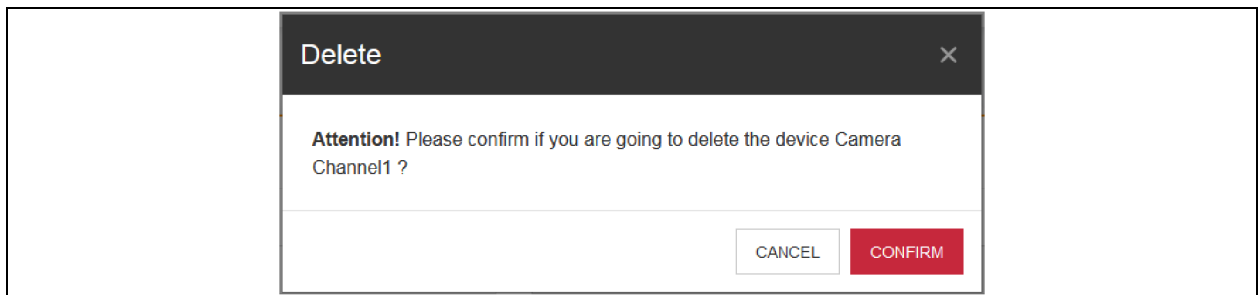 Delete
Attention! Please confirm if you are going to delete the device Camera
Channel1 ?
CANCEL CONFIRM